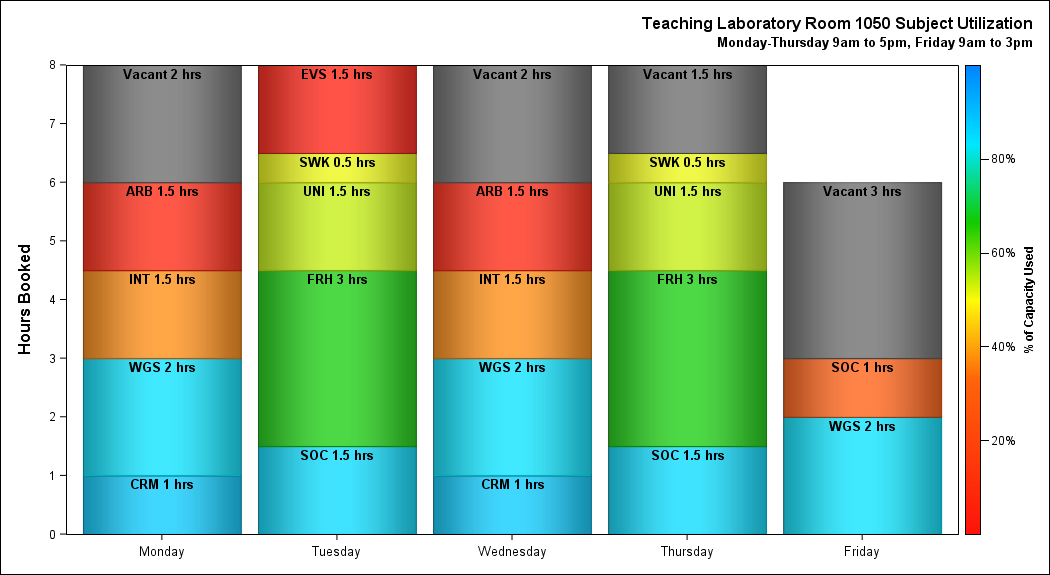 Teaching Laboratory Room 1050 Subject Utilization
Monday-Thursday 9am to 5pm, Friday 9am to 3pm
Hours Booked
8
7
6
5
4
3
2
1
0
Vacant 2 hrs
ARB 1.5 hrs
INT 1.5 hrs
WGS 2 hrs
CRM 1 hrs
EVS 1.5 hrs
SWK 0.5 hrs
UNI 1.5 hrs
FRH 3 hrs
SOC 1.5 hrs
Vacant 2 hrs
ARB 1.5 hrs
INT 1.5 hrs
WGS 2 hrs
CRM 1 hrs
Vacant 1.5 hrs
SWK 0.5 hrs
UNI 1.5 hrs
FRH 3 hrs
SOC 1.5 hrs
Vacant 3 hrs
SOC 1 hrs
WGS 2 hrs
Monday
Tuesday
Wednesday
Thursday
Friday
80%
60%
40%
20%
% of Capacity Used